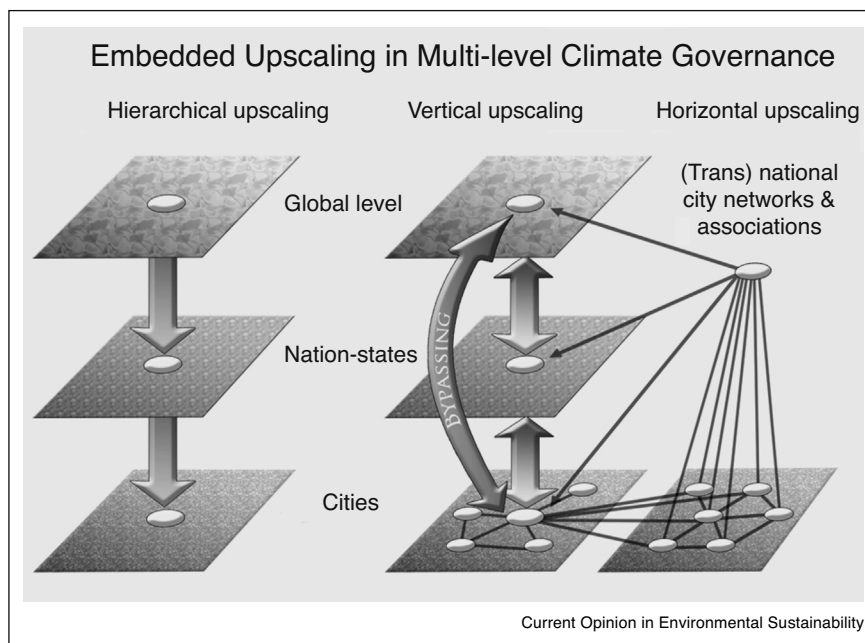 Embedded Upscaling in Multi-level Climate Governance
Hierarchical upscaling
Vertical upscaling
Horizontal upscaling
(Trans) national
city networks &
associations
Global level
Nation-states
BYPASSING
Cities
Current Opinion in Environmental Sustainability